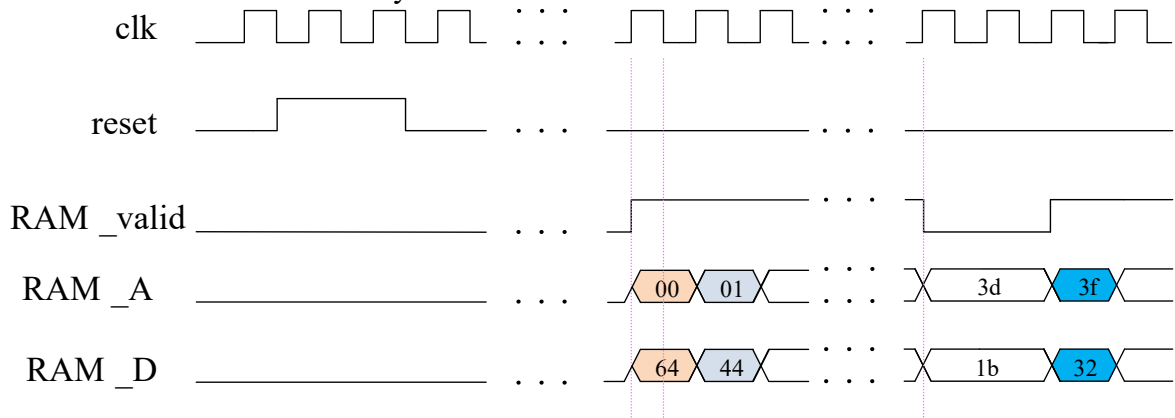 clk
reset
RAM _valid
RAM _A 00 01 3d 3f
RAM _D 64 44 1b 32